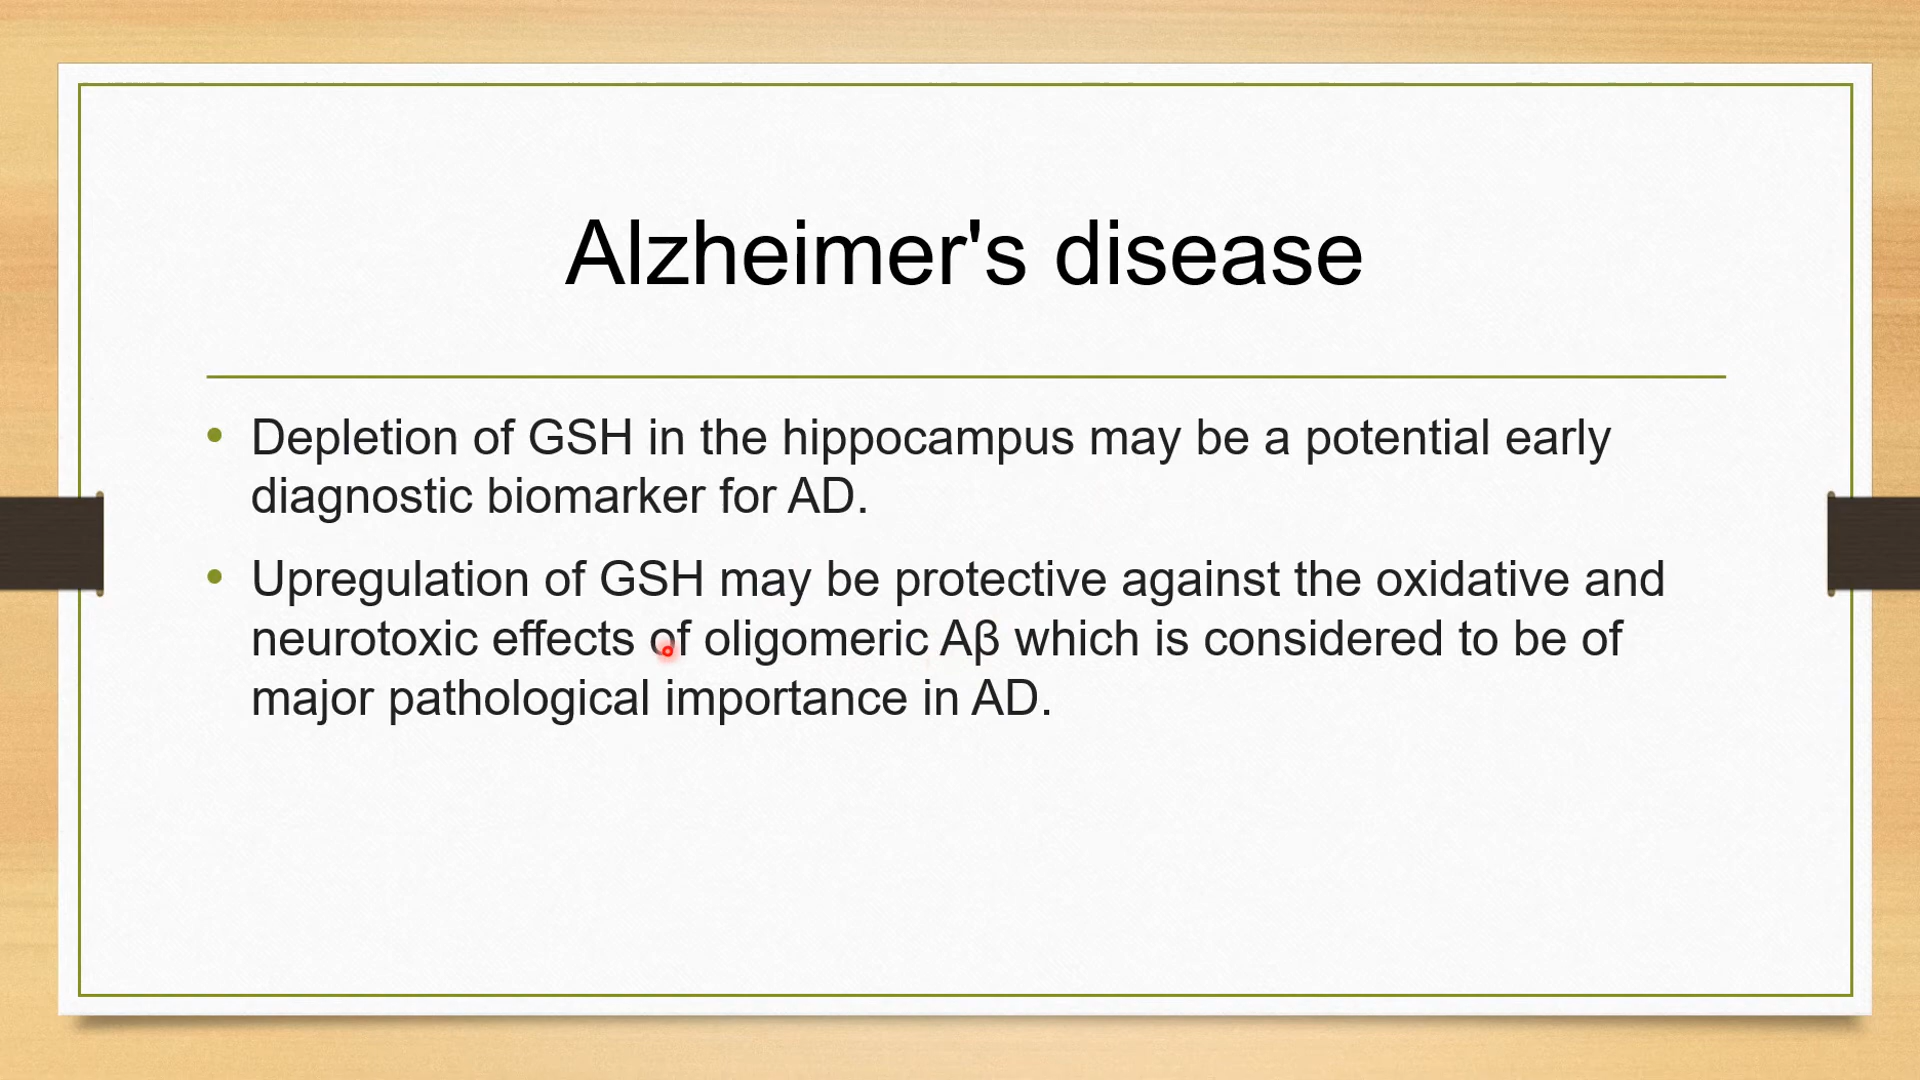 Alzheimer's disease
• Depletion of GSH in the hippocampus may be a potential early
diagnostic biomarker for AD.
• Upregulation of GSH may be protective against the oxidative and
neurotoxic effects of oligomeric Aβ which is considered to be of
major pathological importance in AD.